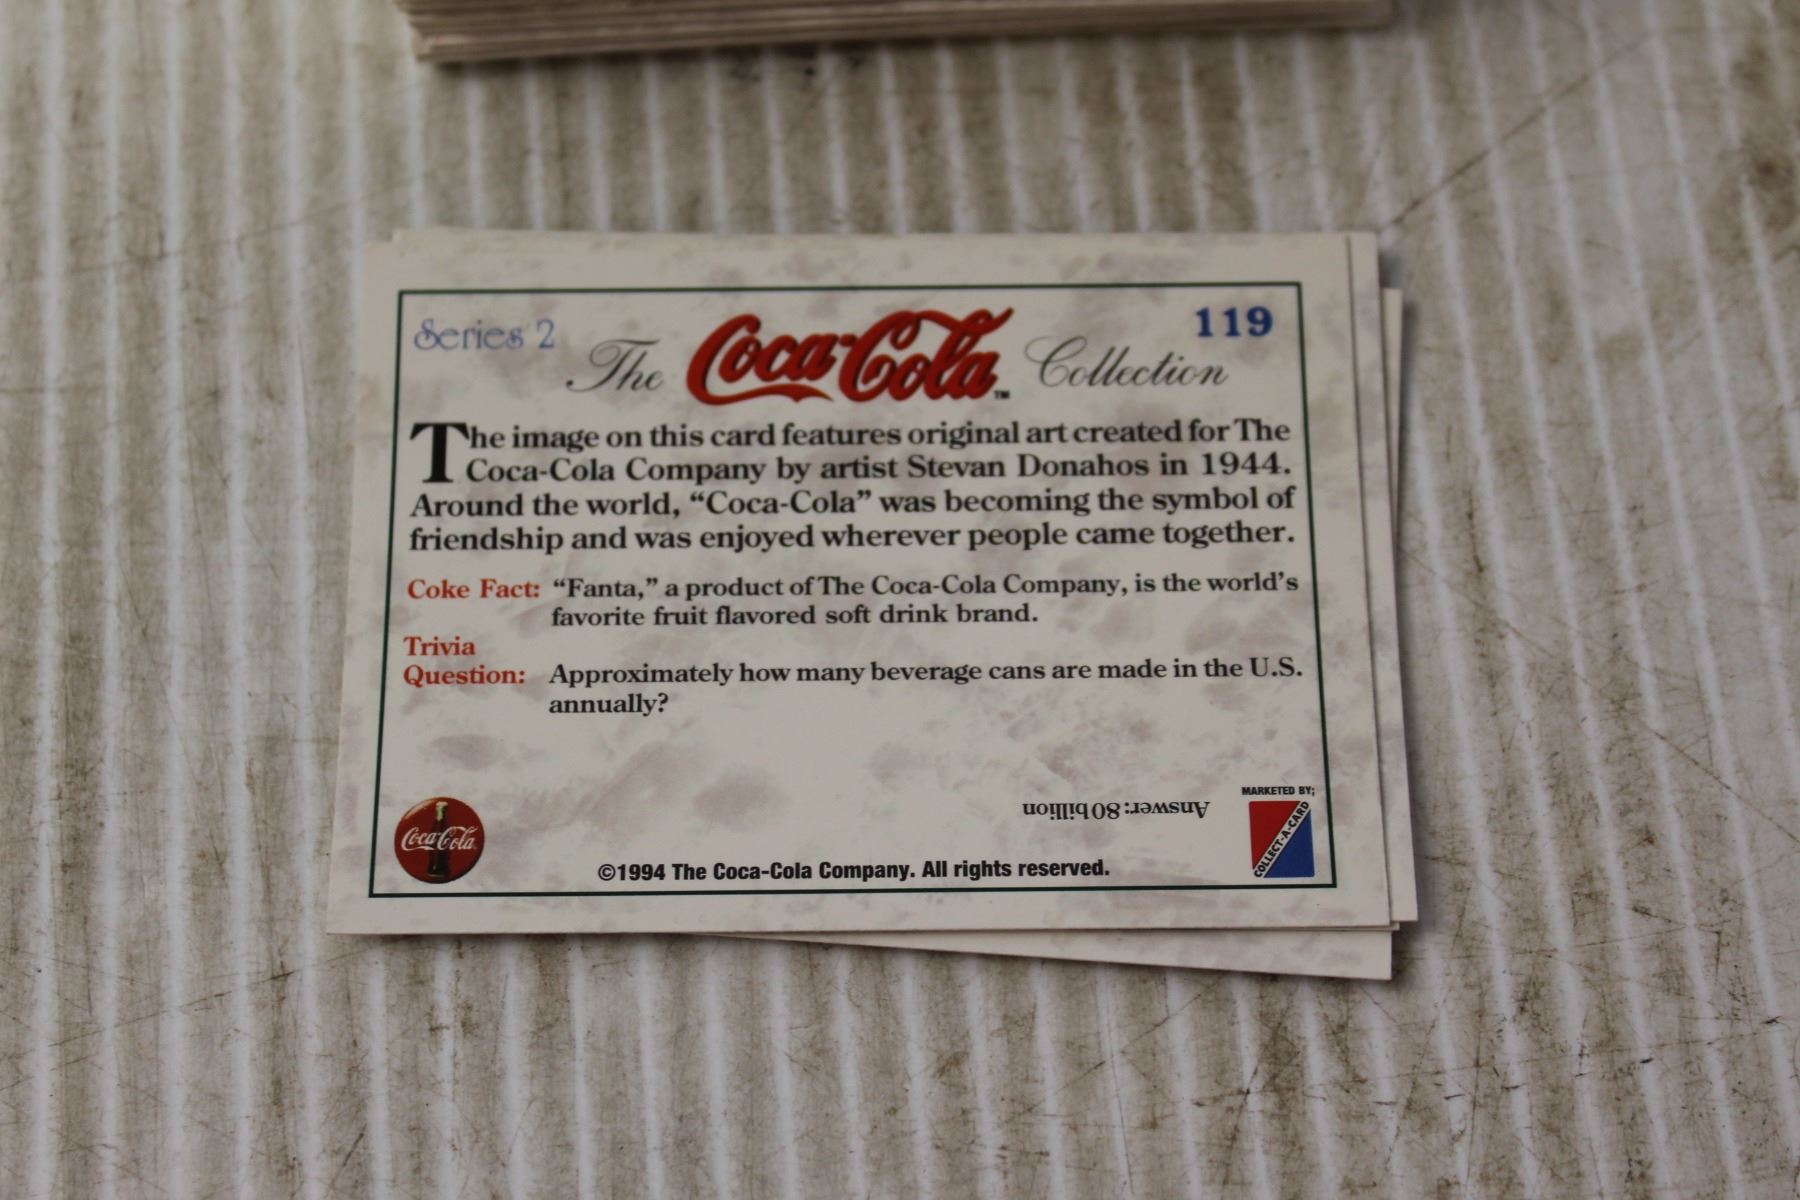 Series 2
119
The Coca-Cola™ Collection
The image on this card features original art created for The
Coca-Cola Company by artist Stevan Donahos in 1944.
Around the world, “Coca-Cola” was becoming the symbol of
friendship and was enjoyed wherever people came together.
Coke Fact: “Fanta,” a product of The Coca-Cola Company, is the world’s
favorite fruit flavored soft drink brand.
Trivia
Question: Approximately how many beverage cans are made in the U.S.
annually?
MARKETED BY;
Answer: 80 billion
Coca-Cola
COLLECT-A-CARD
©1994 The Coca-Cola Company. All rights reserved.